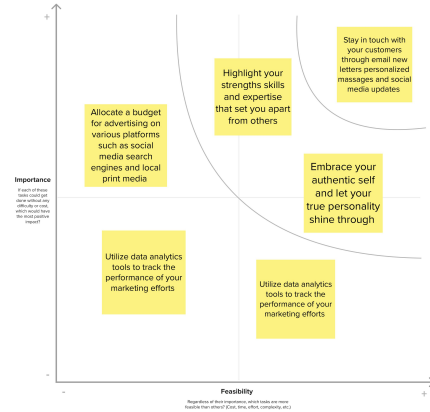 +
Stay in touch with
your customers
through email new
letters personalized
massages and social
media updates
Highlight your
strengths skills
and expertise
that set you apart
from others
Allocate a budget
for advertising on
various platforms
such as social
media search
engines and local
print media
Embrace your
authentic self
and let your
true personality
shine through
Importance
If each of these
tasks could get
done without any
difficulty or cost,
which would have
the most positive
impact?
Utilize data analytics
tools to track the
performance of your
marketing efforts
Utilize data analytics
tools to track the
performance of your
marketing efforts
-
-
Feasibility
+
Regardless of their importance, which tasks are more
feasible than others? (Cost, time, effort, complexity, etc.)